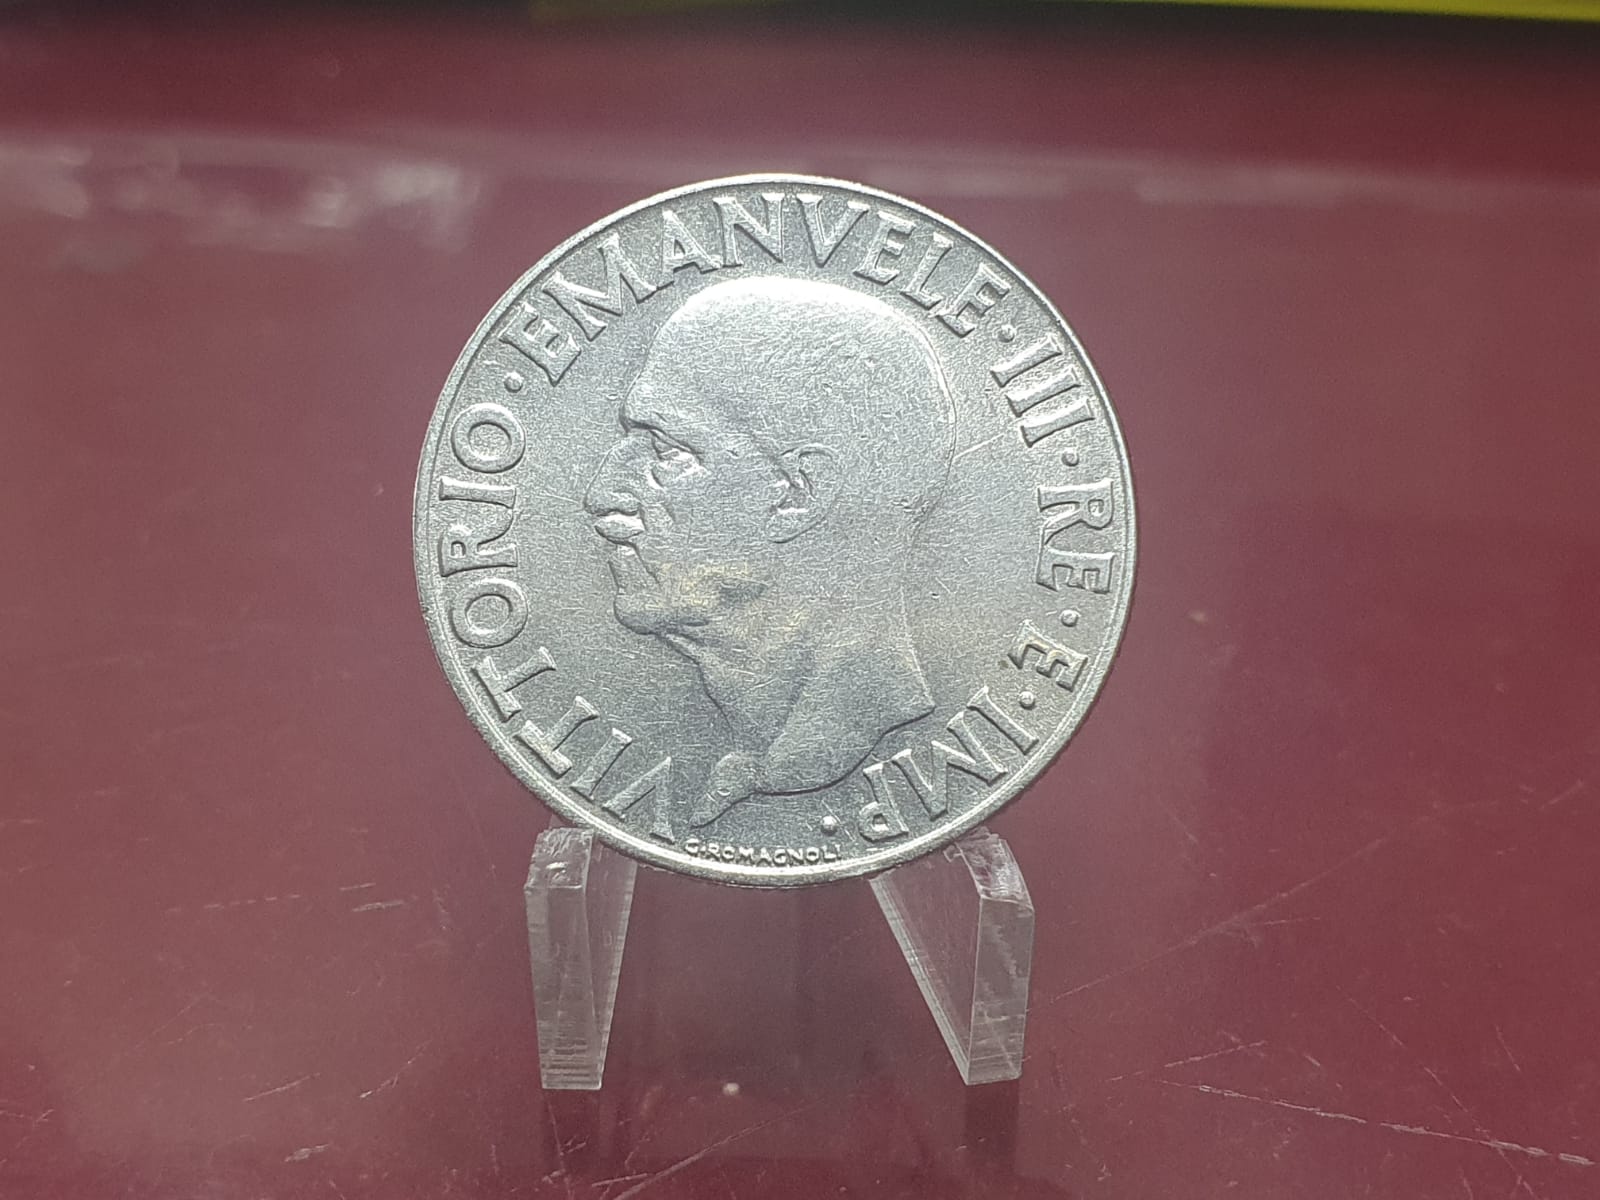 VITTORIO · EMANVELE · III · RE · E · IMP ·
G.ROMAGNOLI